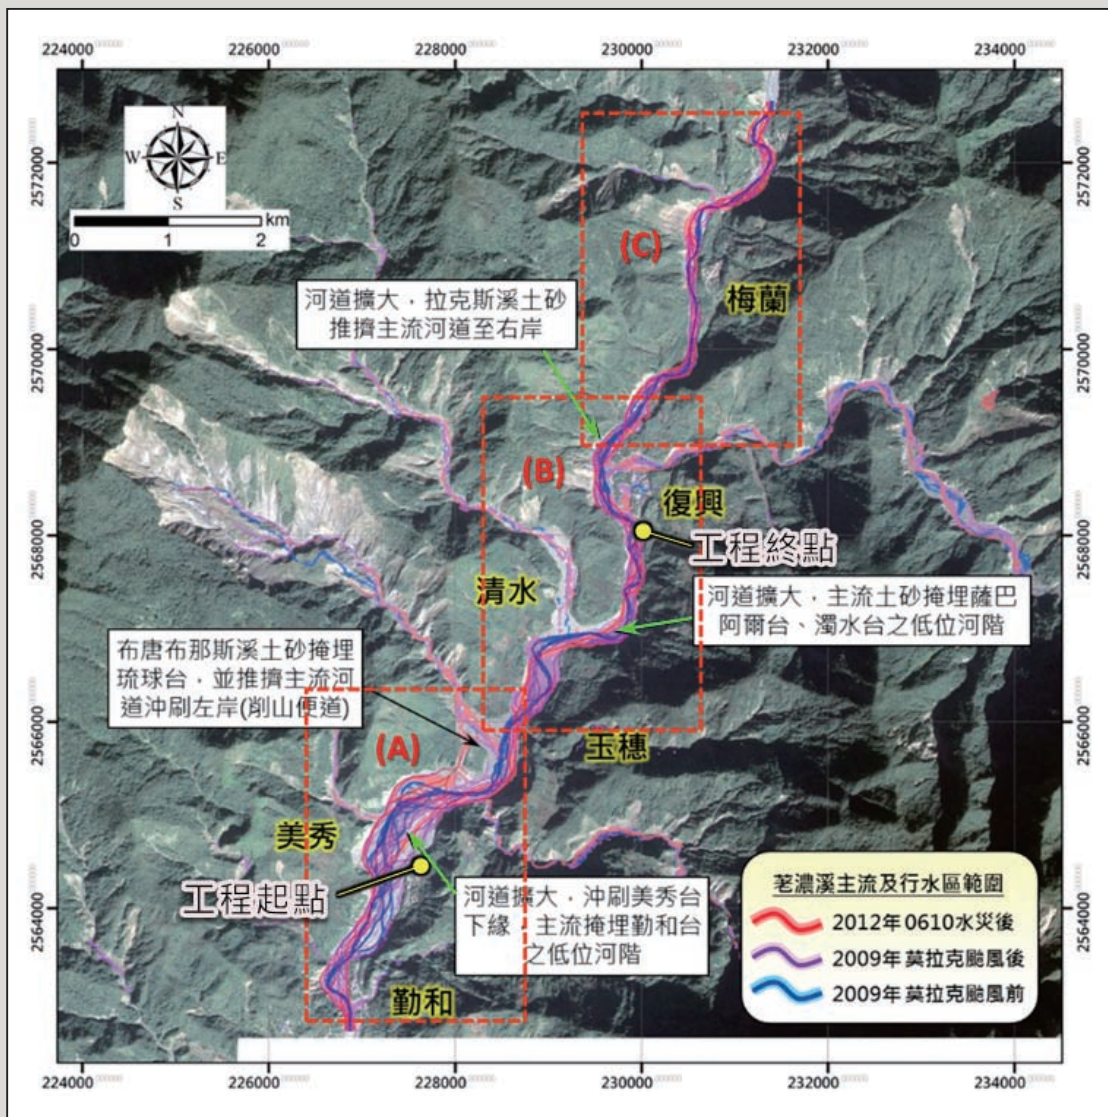 224000 226000 228000 230000 232000 234000
N
W E
S
km
0 1 2
2572000
2572000
(C)
河道擴大，拉克斯溪土砂
推擠主流河道至右岸
梅蘭
2570000
2570000
(B)
復興
工程終點
2568000
2568000
清水
河道擴大，主流土砂掩埋薩巴
阿爾台、濁水台之低位河階
布唐布那斯溪土砂掩埋
琉球台，並推擠主流河
道沖刷左岸(削山便道)
2566000
2566000
(A)
玉穗
美秀
工程起點
河道擴大，沖刷美秀台
下緣，主流掩埋勤和台
之低位河階
2564000
2564000
荖濃溪主流及行水區範圍
2012年0610水災後
2009年莫拉克颱風後
2009年莫拉克颱風前
勤和
224000 226000 228000 230000 232000 234000